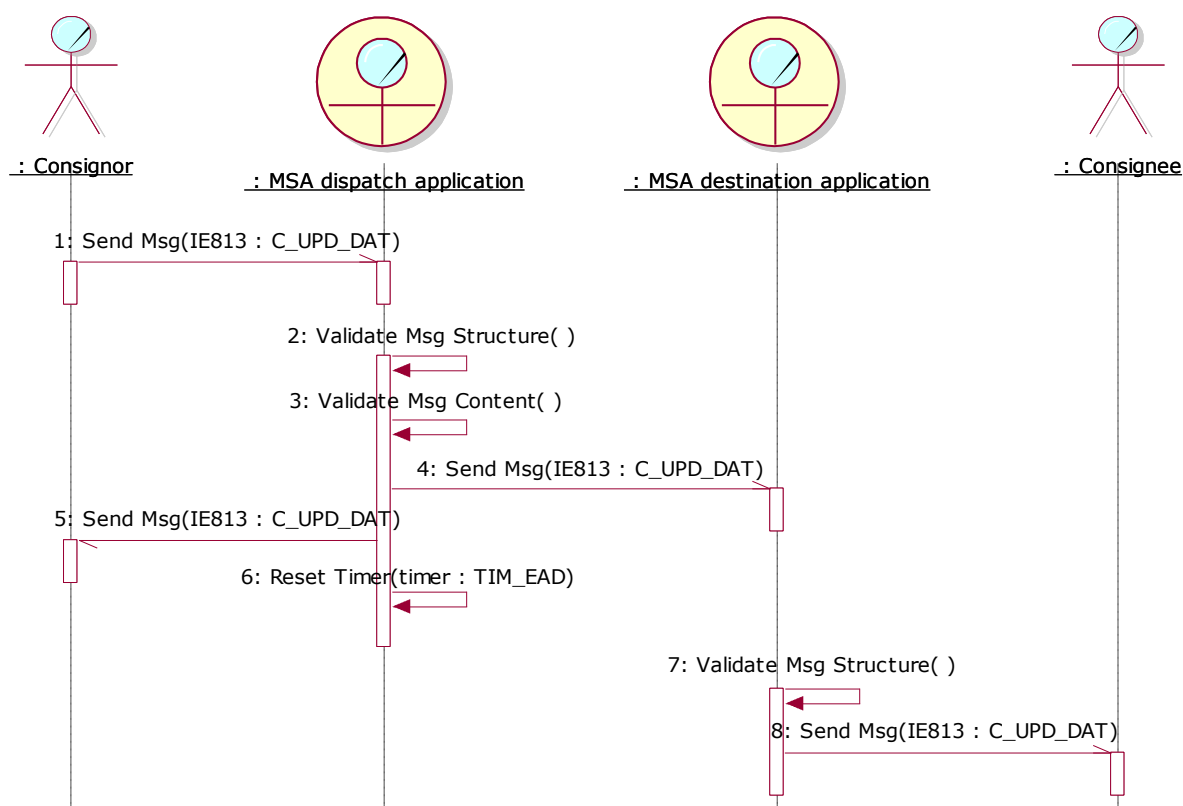 : Consignor
: MSA dispatch application
: MSA destination application
: Consignee
1: Send Msg(IE813 : C_UPD_DAT)
2: Validate Msg Structure( )
3: Validate Msg Content( )
4: Send Msg(IE813 : C_UPD_DAT)
5: Send Msg(IE813 : C_UPD_DAT)
6: Reset Timer(timer : TIM_EAD)
7: Validate Msg Structure( )
8: Send Msg(IE813 : C_UPD_DAT)